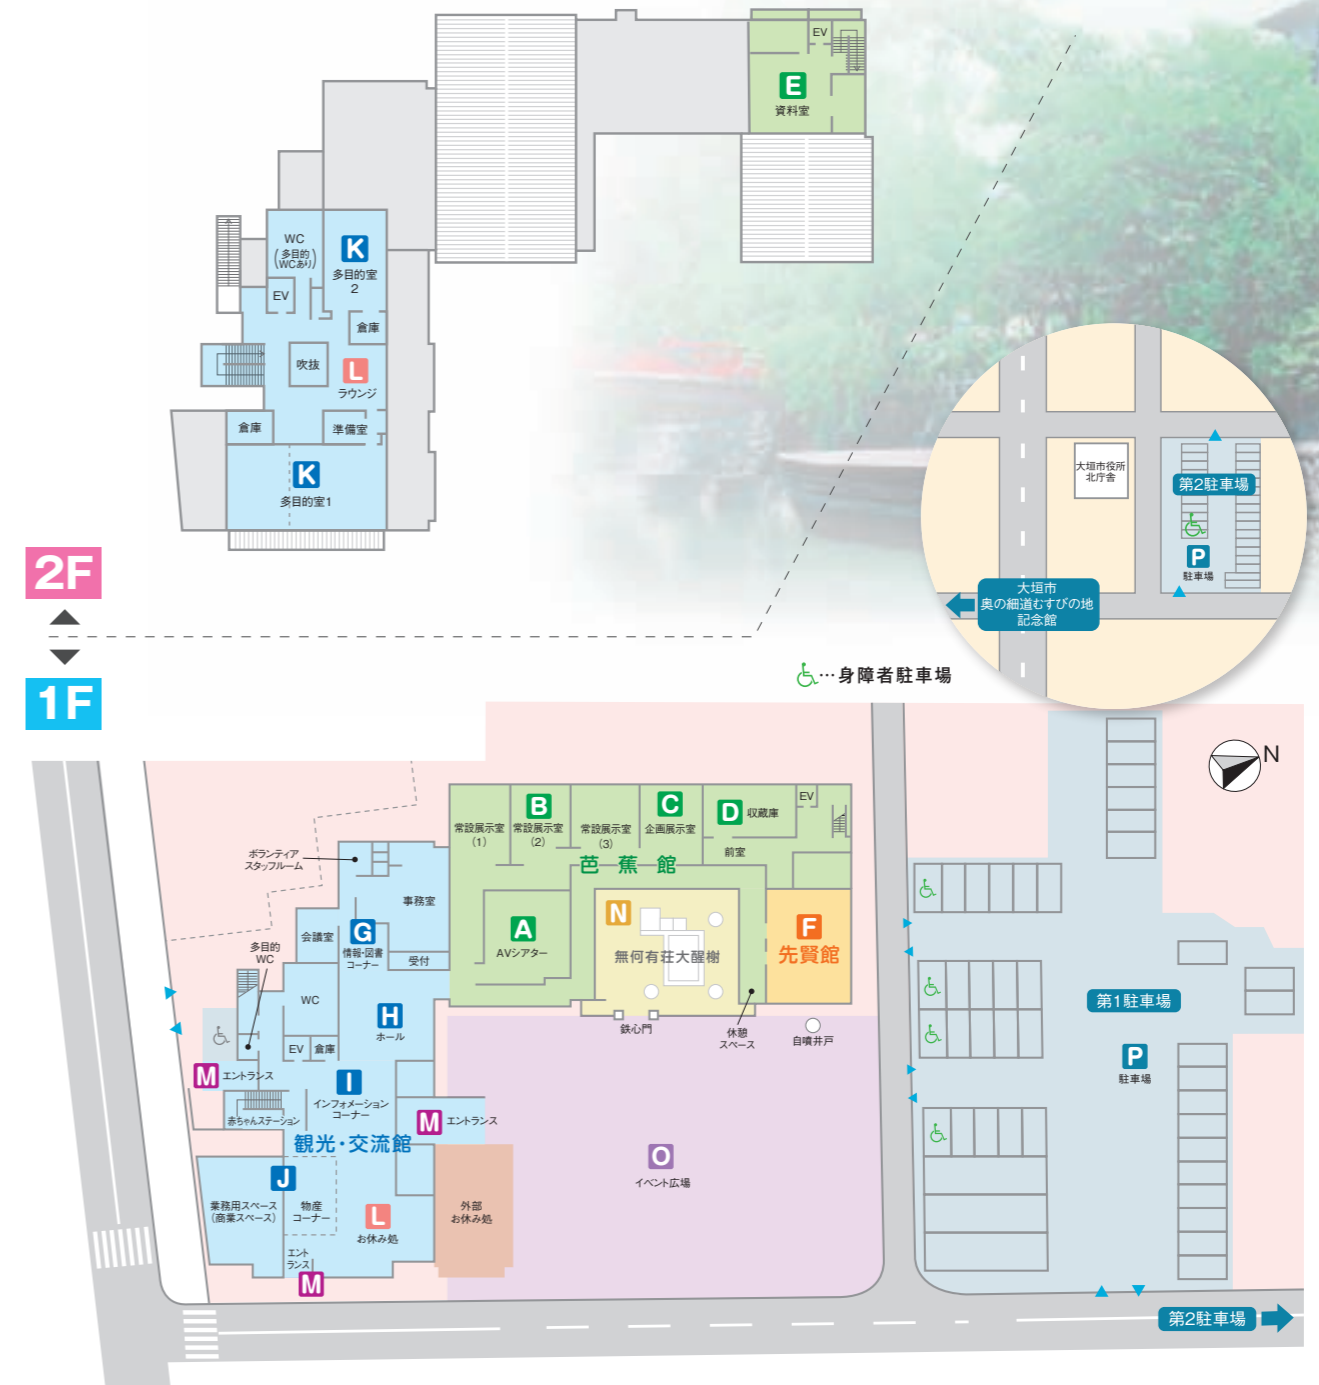 EV
E
資料室
WC
(多目的
WCあり)
K
多目的室
2
EV
倉庫
吹抜
L
ラウンジ
倉庫
準備室
K
多目的室1
大垣市役所
北庁舎
第2駐車場
P
駐車場
大垣市
奥の細道むすびの地
記念館
2F
1F
…身障者駐車場
N
B
C
D
収蔵庫
EV
常設展示室
(1)
常設展示室
(2)
常設展示室
(3)
企画展示室
前室
芭蕉館
ボランティア
スタッフルーム
事務室
A
AVシアター
N
無何有荘大醒榭
F
先賢館
会議室
G
情報・図書
コーナー
受付
多目的
WC
WC
H
ホール
鉄心門
休憩
スペース
自噴井戸
EV
倉庫
M
エントランス
I
インフォメーション
コーナー
赤ちゃんステーション
M
エントランス
観光・交流館
J
業務用スペース
(商業スペース)
物産
コーナー
L
お休み処
外部
お休み処
エント
ランス
M
O
イベント広場
第1駐車場
P
駐車場
第2駐車場